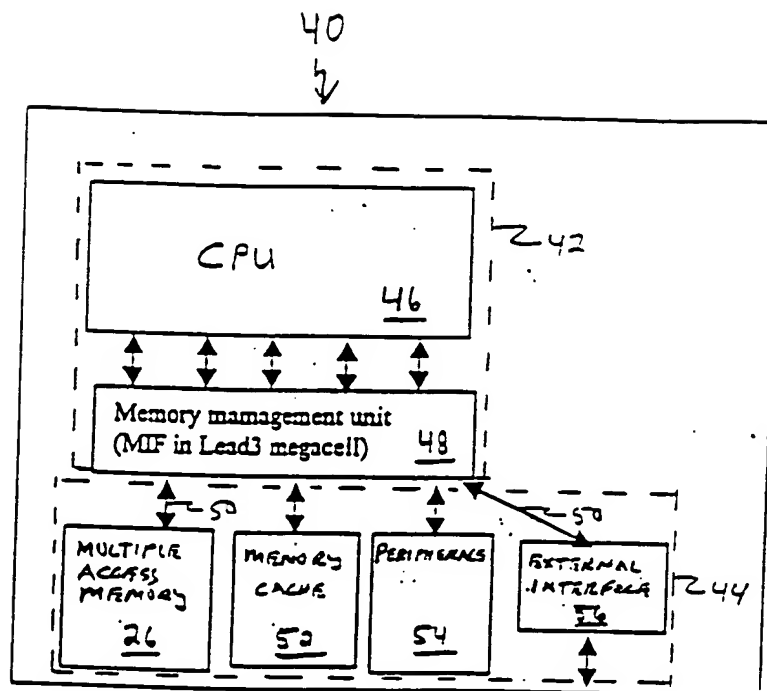 40
CPU
46
42
Memory mamagement unit
(MIF in Lead3 megacell)
48
50
50
MULTIPLE
ACCESS
MEMORY
26
MEMORY
CACHE
52
PERIPHERALS
54
EXTERNAL
INTERFACE
56
44